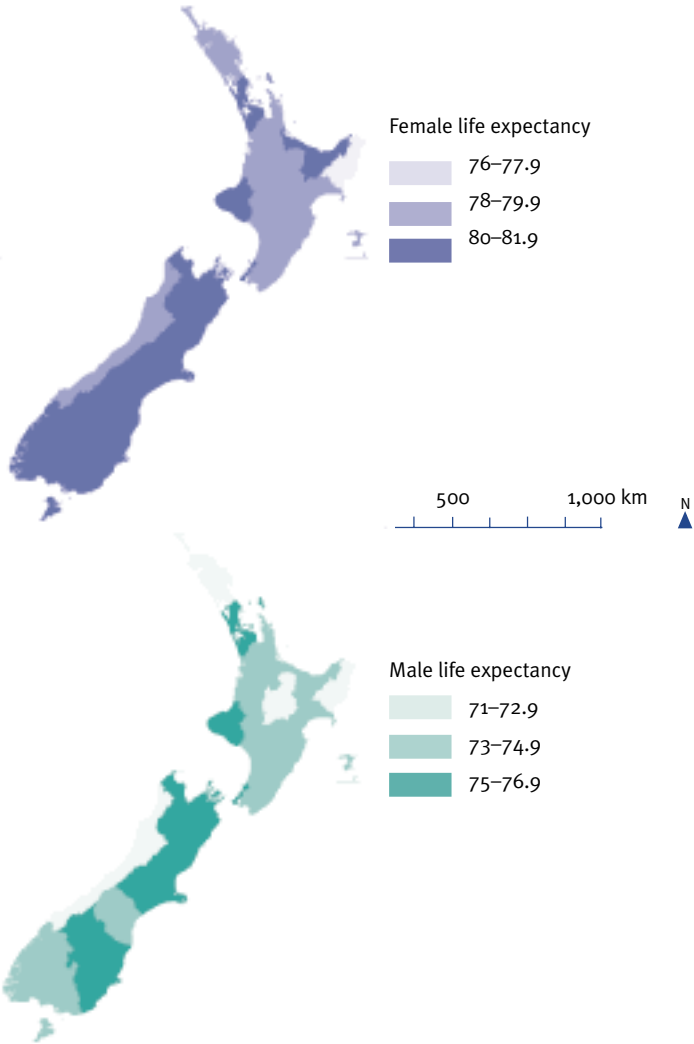 Female life expectancy
76–77.9
78–79.9
80–81.9
500 1,000 km N
Male life expectancy
71–72.9
73–74.9
75–76.9